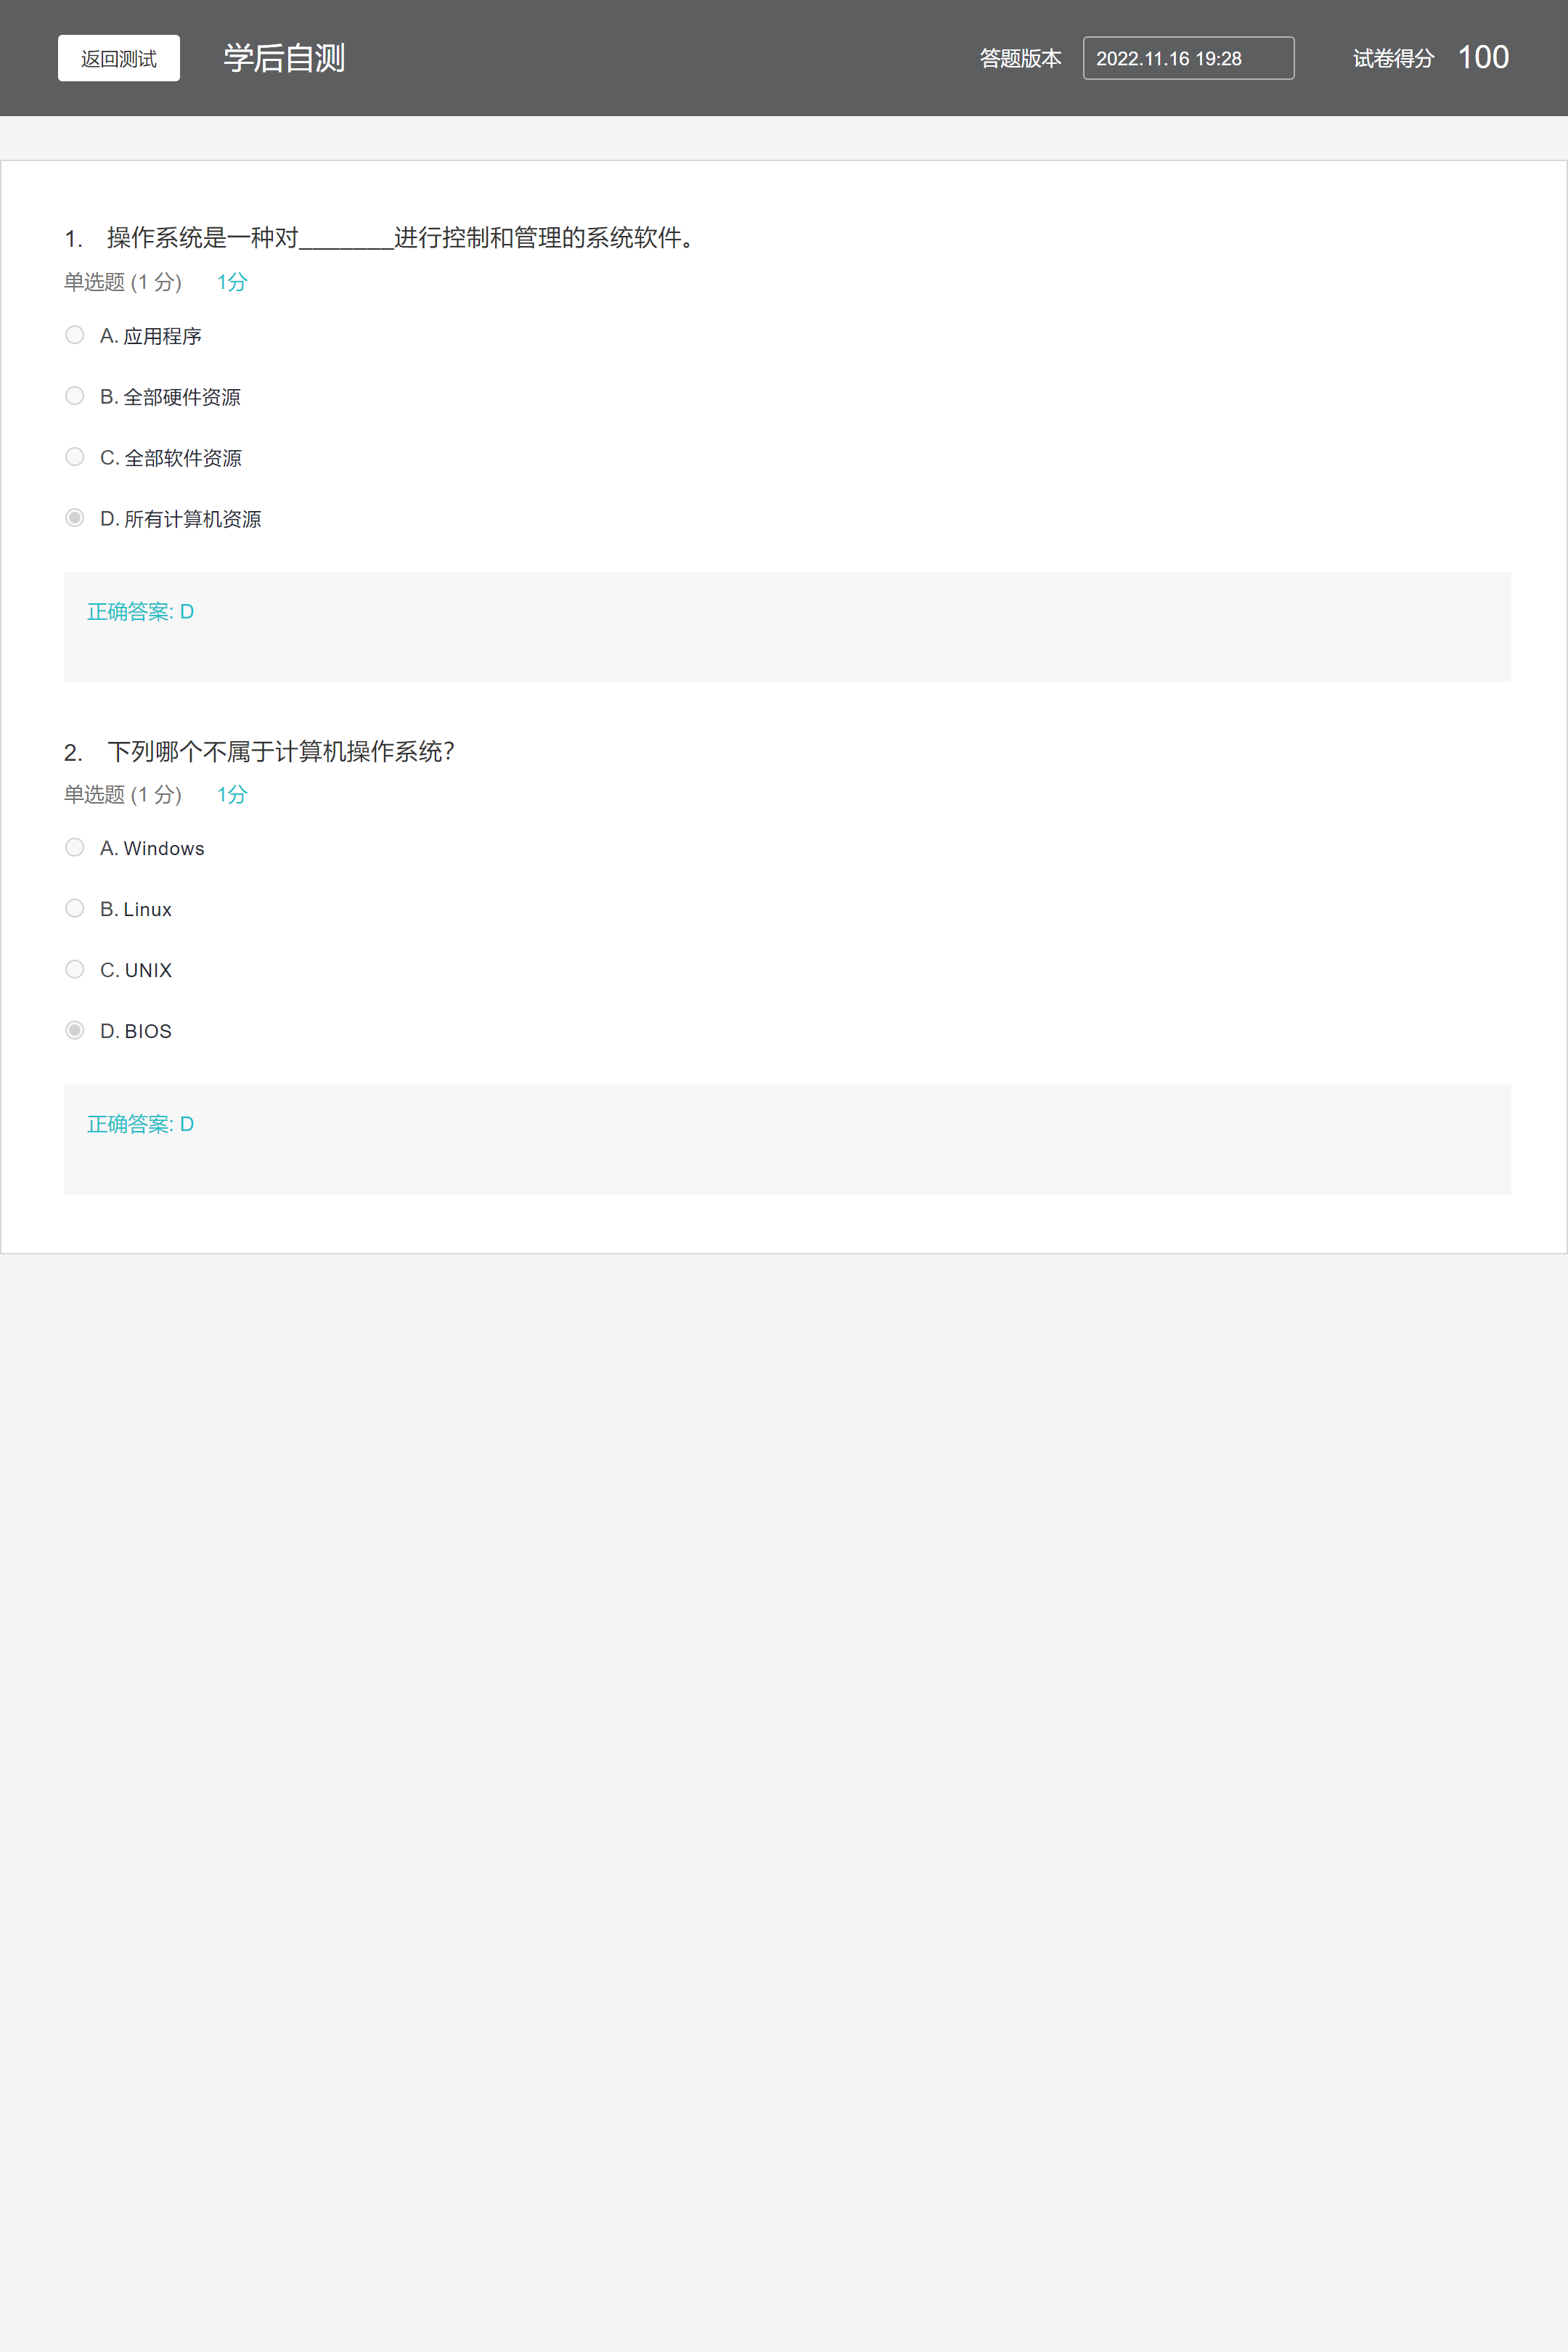 返回测试 学后自测 答题版本 2022.11.16 19:28 试卷得分 100
1. 操作系统是一种对_______进行控制和管理的系统软件。
单选题 (1 分) 1分
A. 应用程序
B. 全部硬件资源
C. 全部软件资源
D. 所有计算机资源
正确答案: D
2. 下列哪个不属于计算机操作系统?
单选题 (1 分) 1分
A. Windows
B. Linux
C. UNIX
D. BIOS
正确答案: D